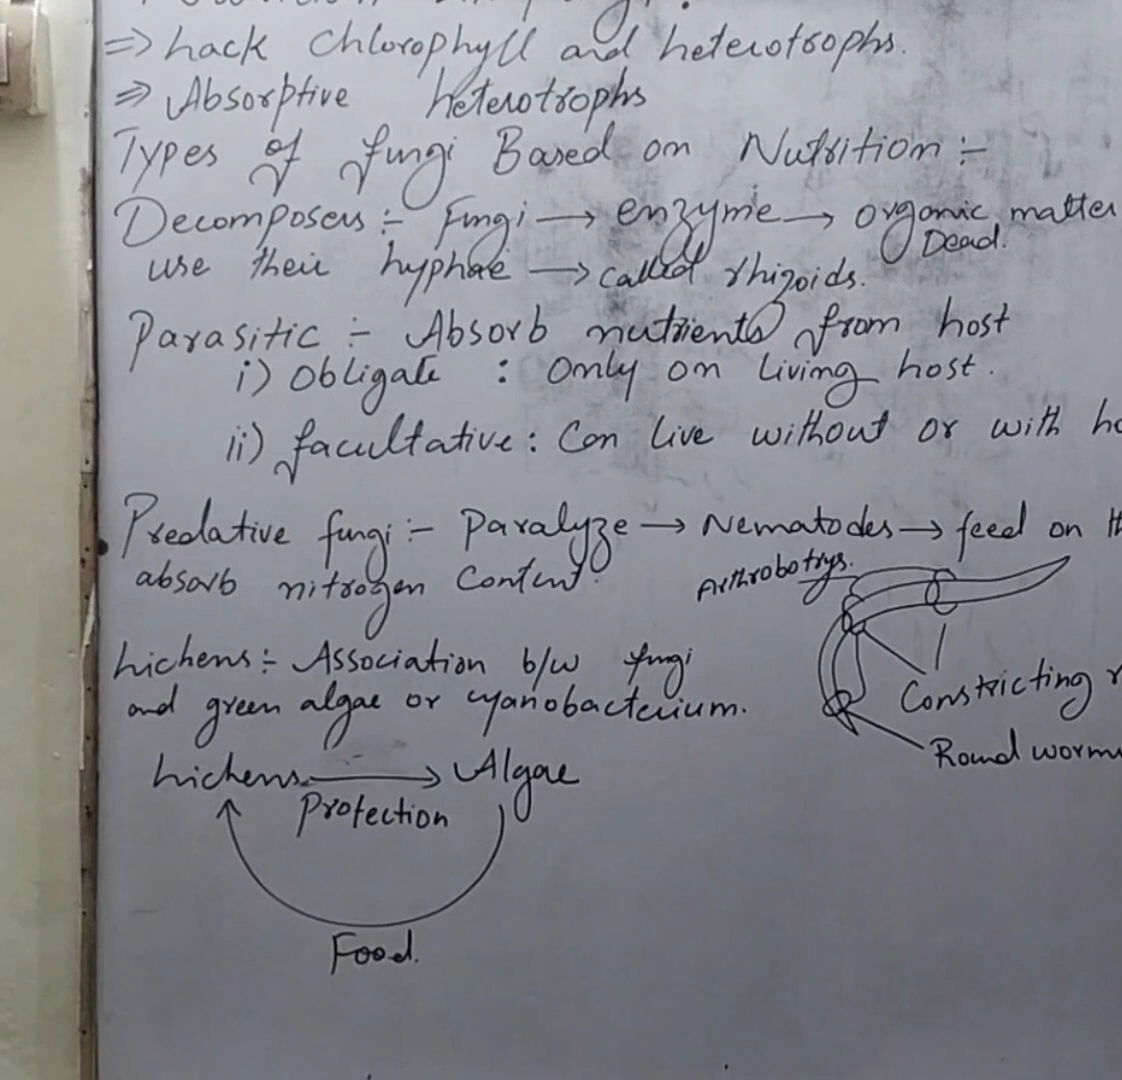 ⇒ Lack Chlorophyll and heterotrophs.
⇒ Absorptive heterotrophs
Types of fungi Based on Nutrition :-
Decomposers :- Fungi → enzyme → organic matter
Dead.
use their hyphae → called rhizoids.
Parasitic :- Absorb nutrients from host
i) Obligate : Only on living host.
ii) facultative : Can live without or with
Predative fungi :- Paralyze → Nematodes → feed on
absorb nitrogen Content.
Arthrobotrys.
Lichens :- Association b/w fungi
and green algae or cyanobacterium.
Constricting
Round worm
Lichens → Algae
Protection
Food.